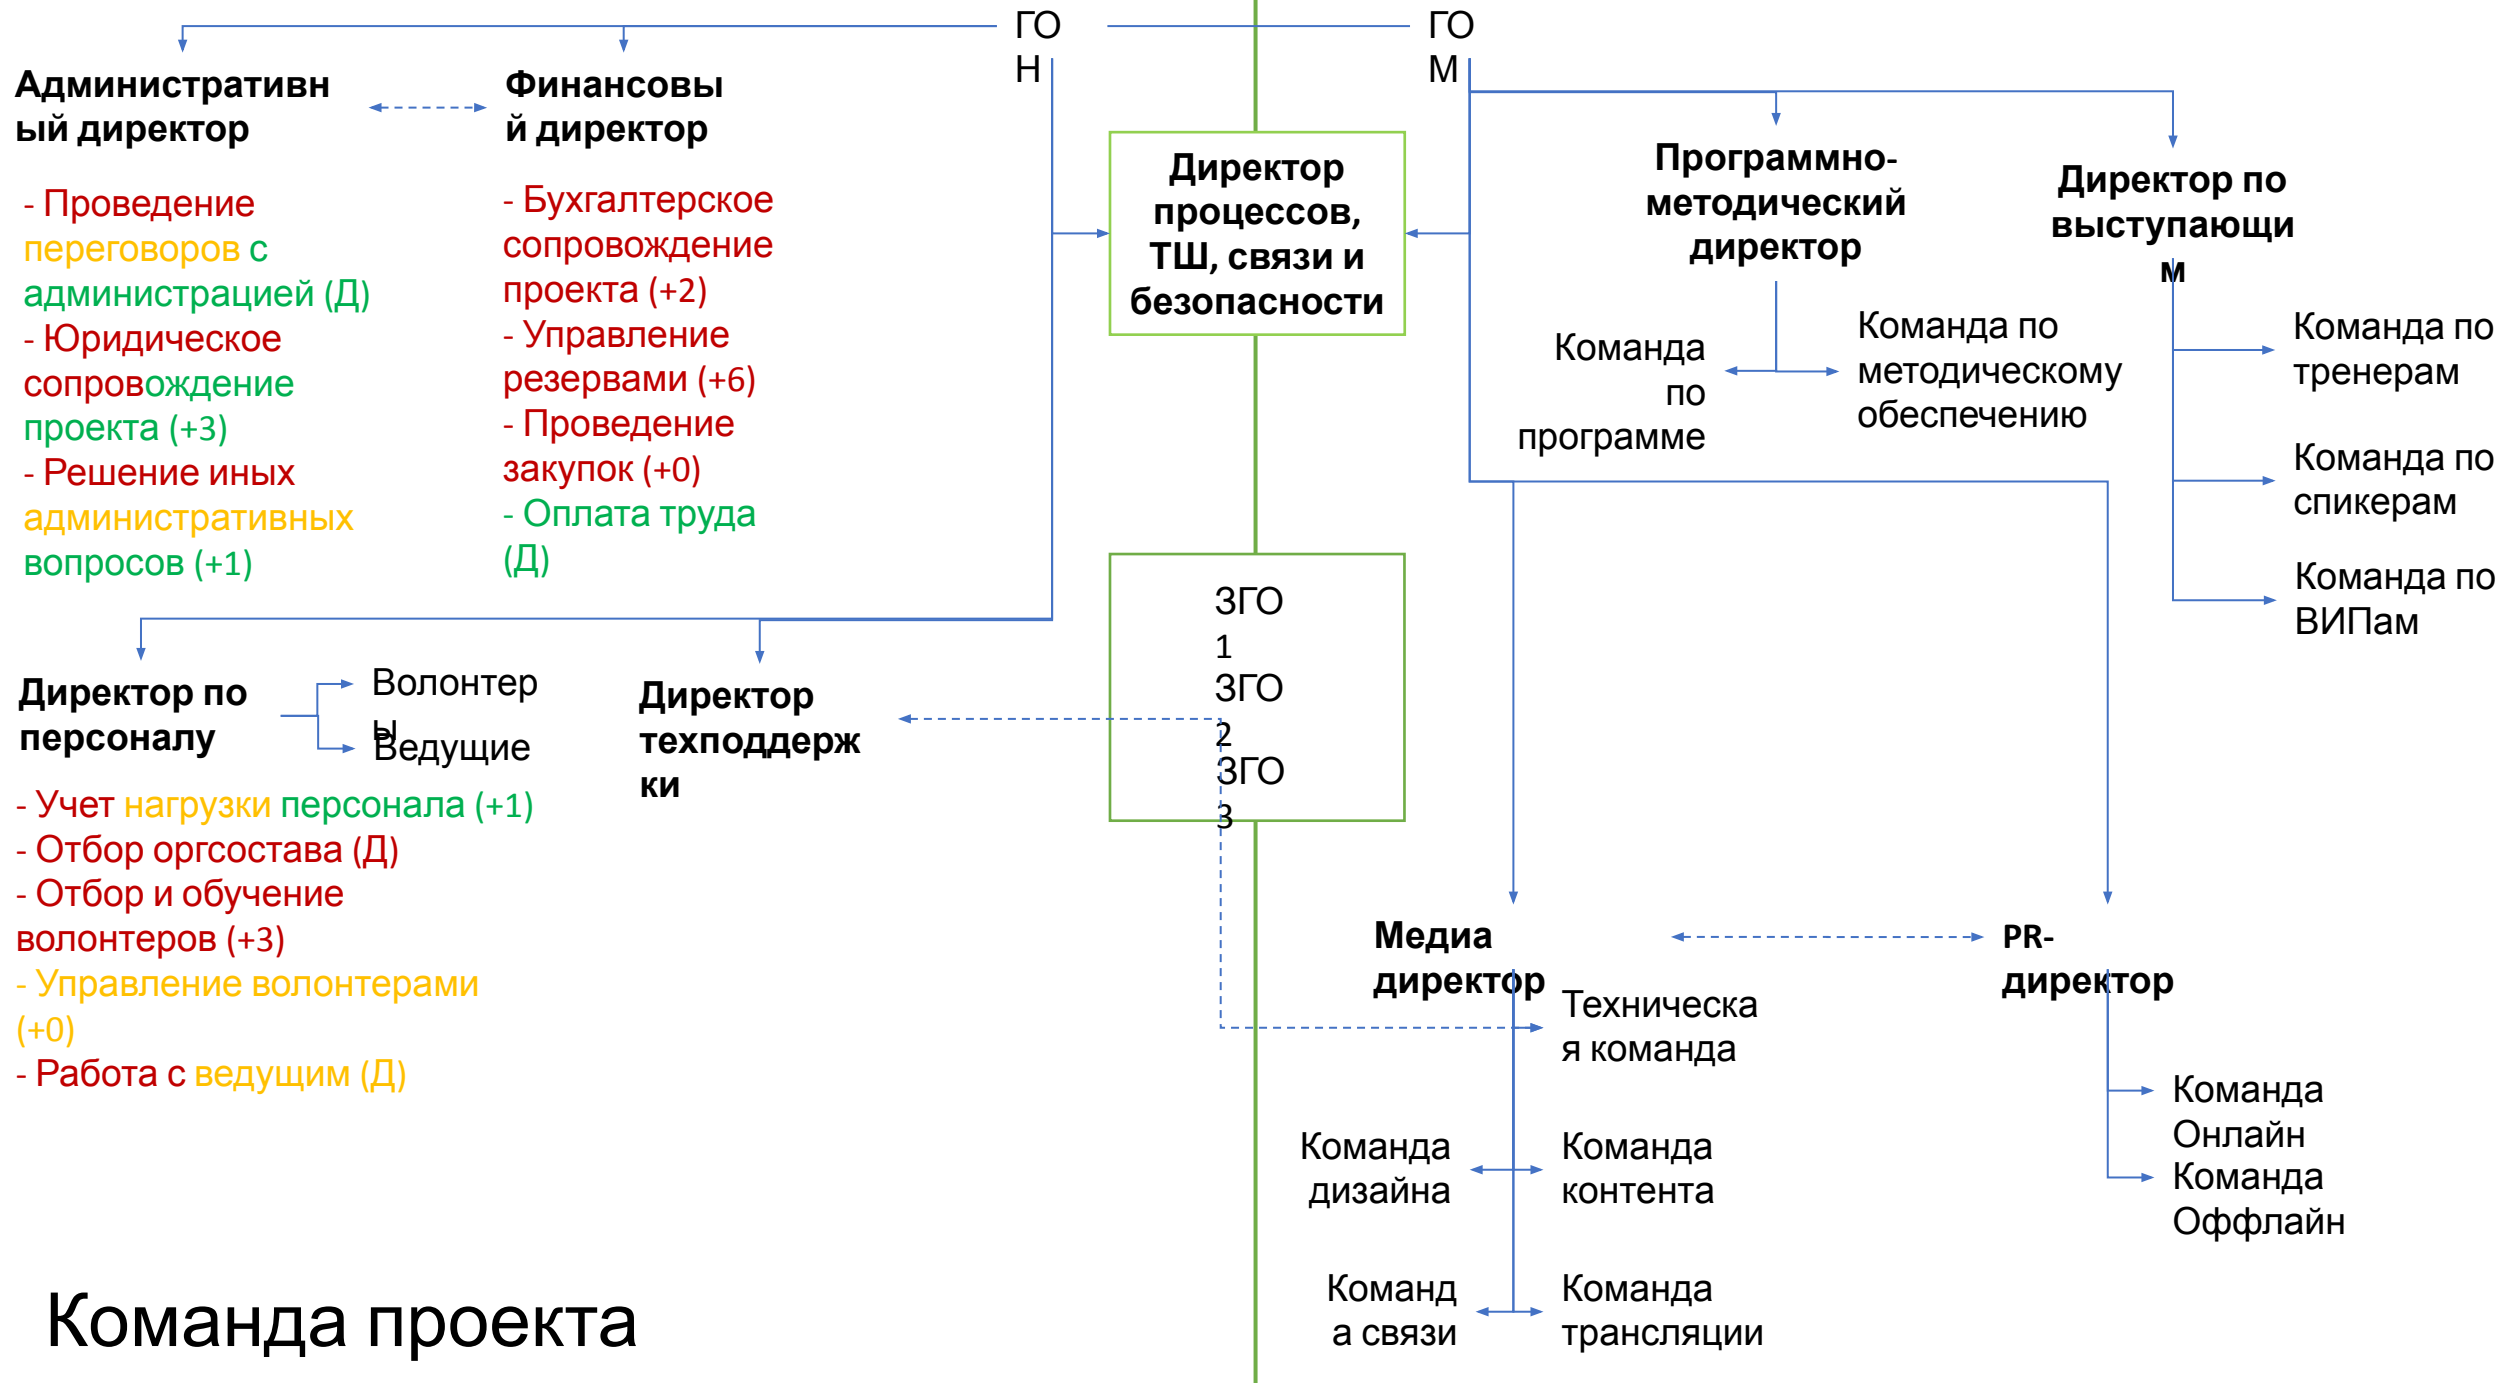 ГО
Н
ГО
М
Административн
ый директор
Финансовы
й директор
- Проведение
переговоров с
администрацией (Д)
- Юридическое
сопровождение
проекта (+3)
- Решение иных
административных
вопросов (+1)
- Бухгалтерское
сопровождение
проекта (+2)
- Управление
резервами (+6)
- Проведение
закупок (+0)
- Оплата труда
(Д)
Директор
процессов,
ТШ, связи и
безопасности
Программно-
методический
директор
Директор по
выступающи
м
Команда
по
программе
Команда по
методическому
обеспечению
Команда по
тренерам
Команда по
спикерам
Команда по
ВИПам
ЗГО
1
ЗГО
2
ЗГО
3
Директор по
персоналу
Волонтер
ы
Ведущие
Директор
техподдерж
ки
- Учет нагрузки персонала (+1)
- Отбор оргсостава (Д)
- Отбор и обучение
волонтеров (+3)
- Управление волонтерами
(+0)
- Работа с ведущим (Д)
Медиа
директор
PR-
директор
Техническа
я команда
Команда
дизайна
Команда
контента
Команд
а связи
Команда
трансляции
Команда
Онлайн
Команда
Оффлайн
Команда проекта